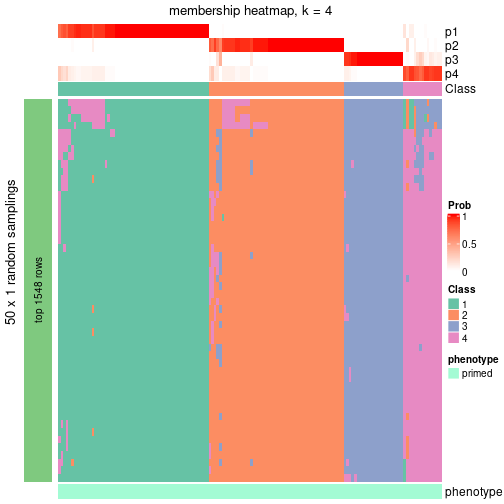 membership heatmap, k = 4
p1
p2
p3
p4
Class
50 x 1 random samplings
top 1548 rows
Prob
1
0.5
0
Class
1
2
3
4
phenotype
primed
phenotype